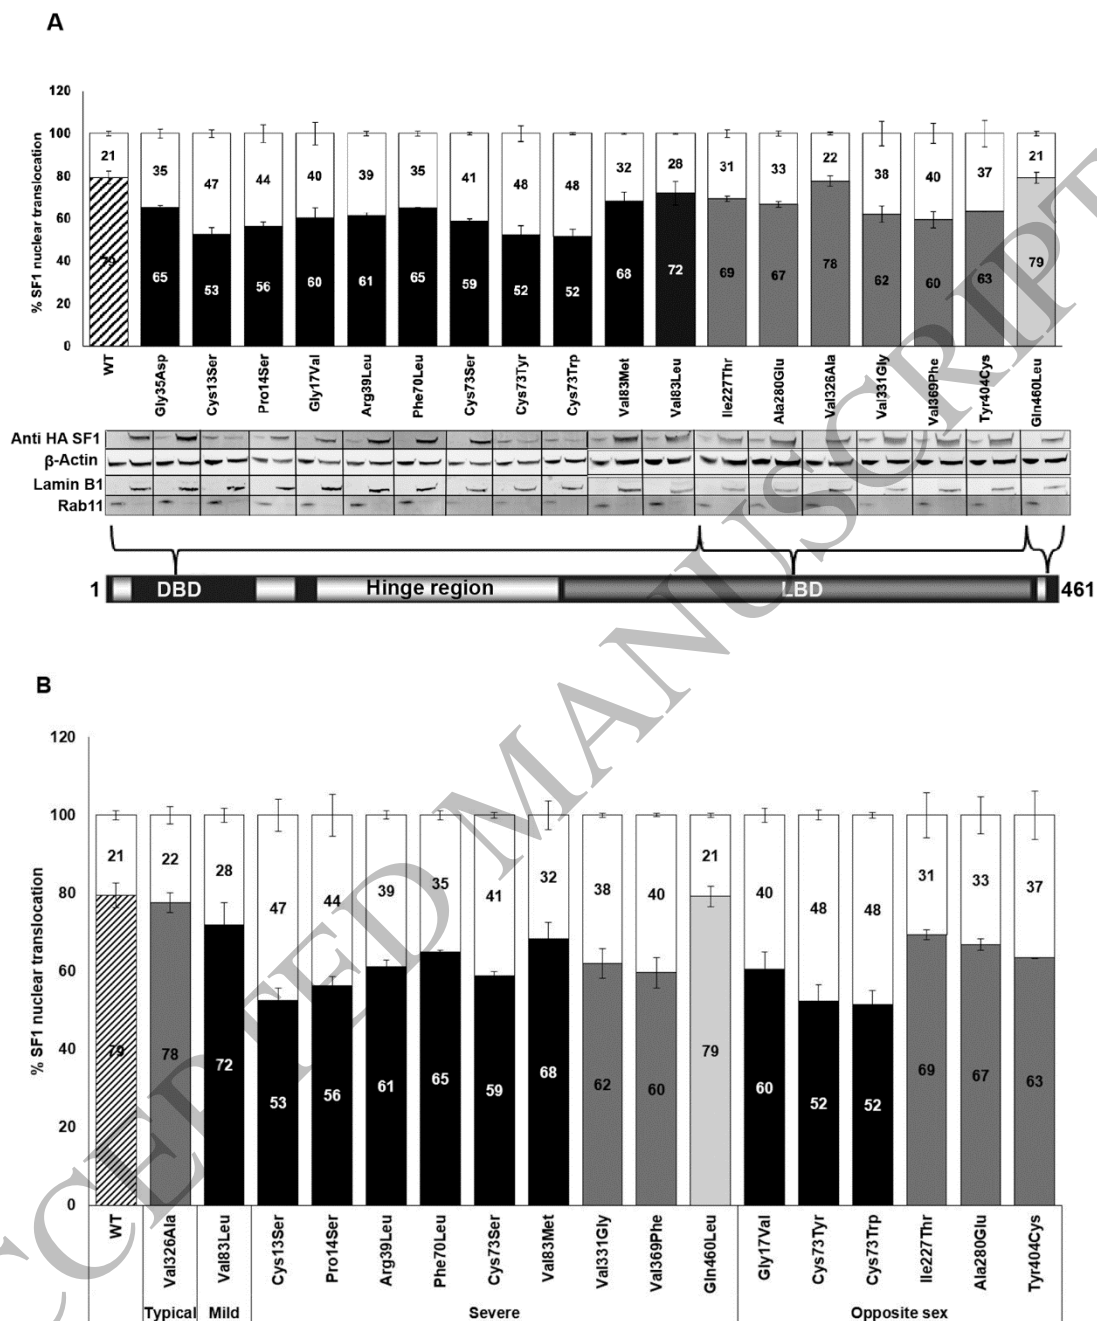 A
120
100
80
60
40
20
0
% SF1 nuclear translocation
21 35 47 44 40 39 35 41 48 48 32 28 31 33 22 38 40 37 21
79 65 53 56 60 61 65 59 52 52 68 72 69 67 78 62 60 63 79
WT Gly35Asp Cys13Ser Pro14Ser Gly17Val Arg39Leu Phe70Leu Cys73Ser Cys73Tyr Cys73Trp Val83Met Val83Leu Ile227Thr Ala280Glu Val326Ala Val331Gly Val369Phe Tyr404Cys Gln460Leu
Anti HA SF1
β-Actin
Lamin B1
Rab11
1 DBD Hinge region LBD 461
B
120
100
80
60
40
20
0
% SF1 nuclear translocation
21 22 28 47 44 39 35 41 32 38 40 21 40 48 48 31 33 37
79 78 72 53 56 61 65 59 68 62 60 79 60 52 52 69 67 63
WT Val326Ala Val83Leu Cys13Ser Pro14Ser Arg39Leu Phe70Leu Cys73Ser Val83Met Val331Gly Val369Phe Gln460Leu Gly17Val Cys73Tyr Cys73Trp Ile227Thr Ala280Glu Tyr404Cys
Typical Mild Severe Opposite sex
CCEPTED MANUSCRIPT